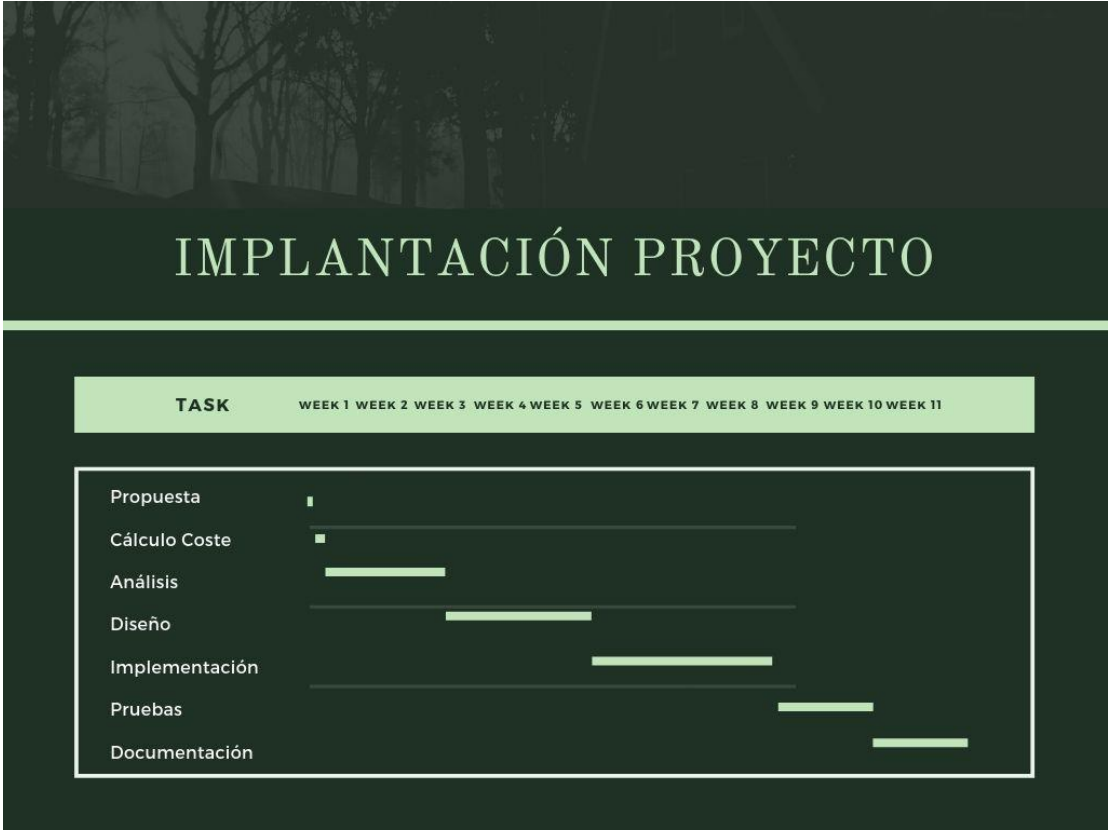 IMPLANTACIÓN PROYECTO
TASK WEEK 1 WEEK 2 WEEK 3 WEEK 4 WEEK 5 WEEK 6 WEEK 7 WEEK 8 WEEK 9 WEEK 10 WEEK 11
Propuesta
Cálculo Coste
Análisis
Diseño
Implementación
Pruebas
Documentación